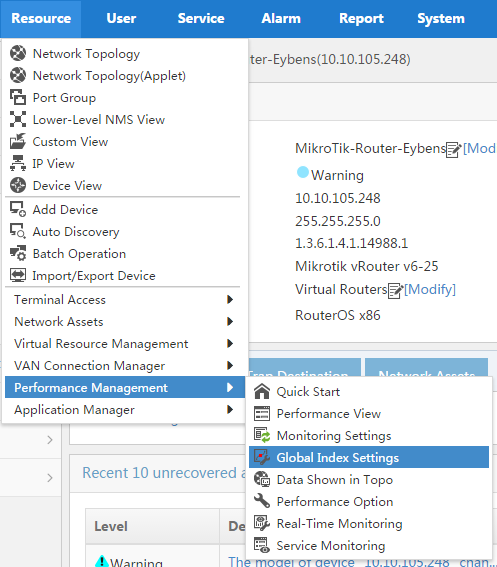 Resource User Service Alarm Report System
Network Topology
Network Topology(Applet)
Port Group
Lower-Level NMS View
Custom View
IP View
Device View
Add Device
Auto Discovery
Batch Operation
Import/Export Device
Terminal Access
Network Assets
Virtual Resource Management
VAN Connection Manager
Performance Management
Application Manager
ter-Eybens(10.10.105.248)
MikroTik-Router-Eybens [Mod
Warning
10.10.105.248
255.255.255.0
1.3.6.1.4.1.14988.1
Mikrotik vRouter v6-25
Virtual Routers [Modify]
RouterOS x86
Trap Destination Network Assets
Quick Start
Performance View
Monitoring Settings
Global Index Settings
Data Shown in Topo
Performance Option
Real-Time Monitoring
Service Monitoring
Recent 10 unrecovered a
Level De
Warning The model of device "10.10.105.248" chan...